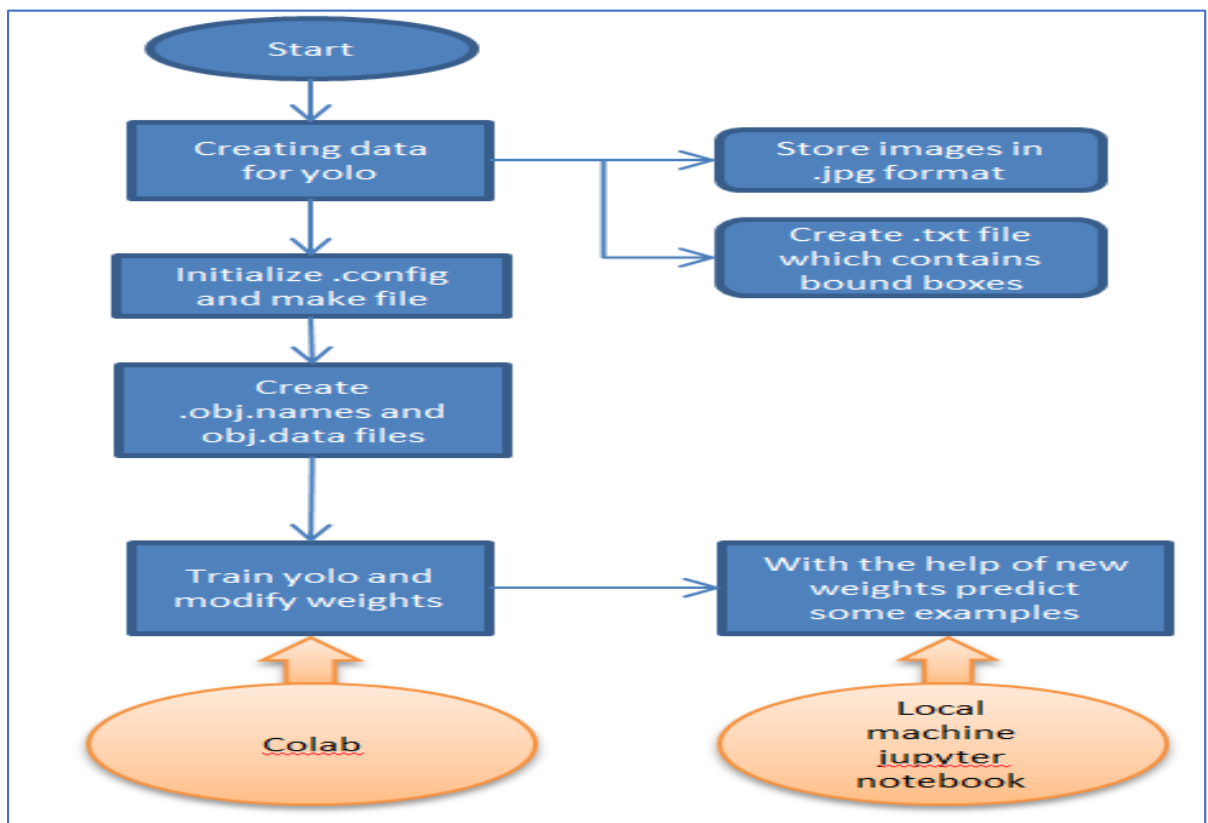 Start
Creating data
for yolo
Store images in
.jpg format
Create .txt file
which contains
bound boxes
Initialize .config
and make file
Create
.obj.names and
obj.data files
Train yolo and
modify weights
With the help of new
weights predict
some examples
Colab
Local
machine
jupyter
notebook